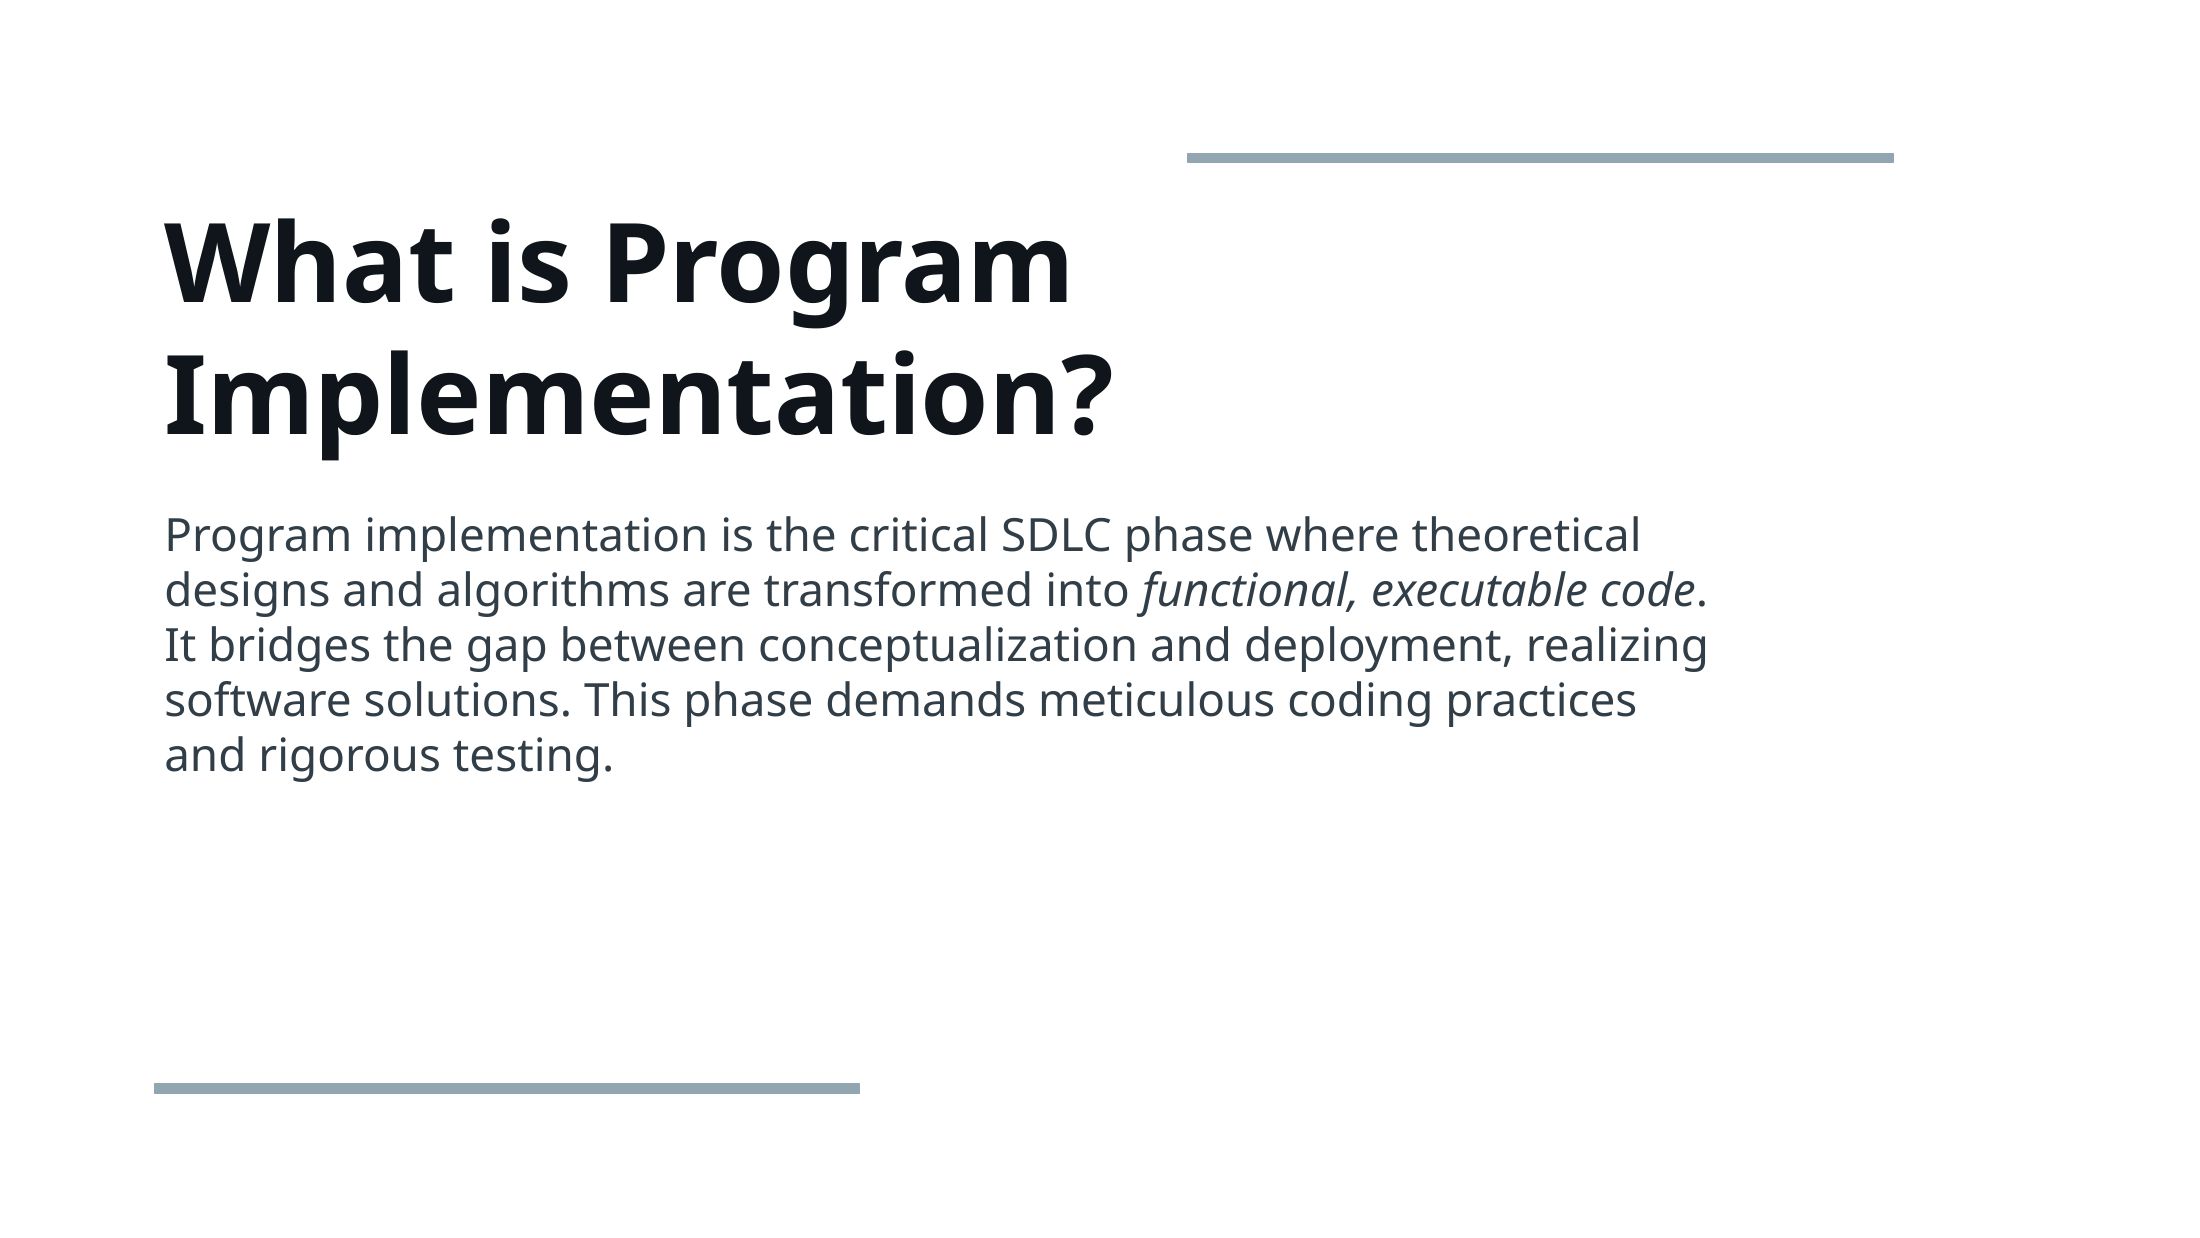 What is Program
Implementation?
Program implementation is the critical SDLC phase where theoretical
designs and algorithms are transformed into functional, executable code.
It bridges the gap between conceptualization and deployment, realizing
software solutions. This phase demands meticulous coding practices
and rigorous testing.